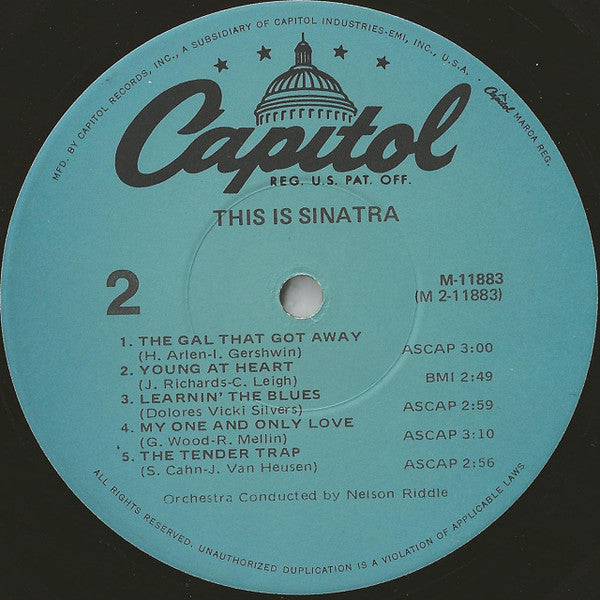 MFD. BY CAPITOL RECORDS, INC., A SUBSIDIARY OF CAPITOL INDUSTRIES-EMI, INC., U.S.A. · Capitol MARCA REG.
Capitol
REG. U.S. PAT. OFF.
THIS IS SINATRA
2
M-11883
(M 2-11883)
1. THE GAL THAT GOT AWAY
(H. Arlen-I. Gershwin) ASCAP 3:00
2. YOUNG AT HEART
(J. Richards-C. Leigh) BMI 2:49
3. LEARNIN' THE BLUES
(Dolores Vicki Silvers) ASCAP 2:59
4. MY ONE AND ONLY LOVE
(G. Wood-R. Mellin) ASCAP 3:10
5. THE TENDER TRAP
(S. Cahn-J. Van Heusen) ASCAP 2:56
Orchestra Conducted by Nelson Riddle
ALL RIGHTS RESERVED. UNAUTHORIZED DUPLICATION IS A VIOLATION OF APPLICABLE LAWS